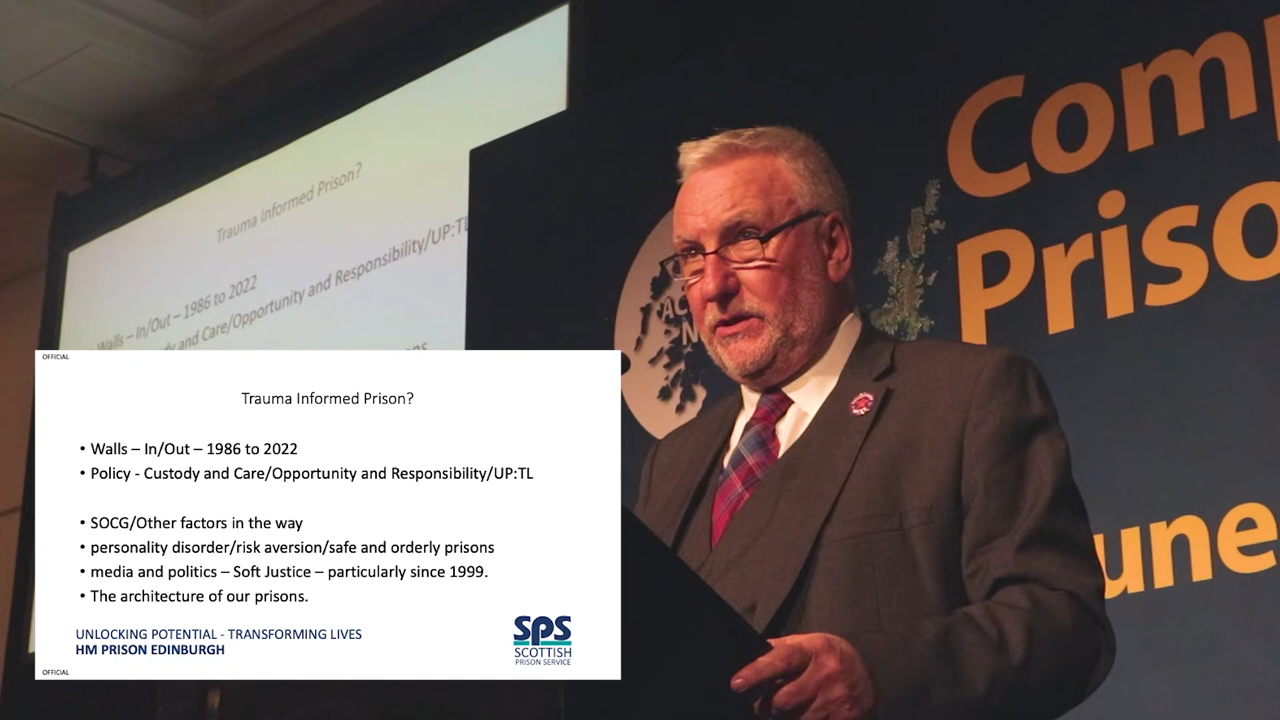 Trauma Informed Prison?
Walls – In/Out – 1986 to 2022
and Care/Opportunity and Responsibility/UP:TL
Com
Priso
une
OFFICIAL
Trauma Informed Prison?
• Walls – In/Out – 1986 to 2022
• Policy - Custody and Care/Opportunity and Responsibility/UP:TL
• SOCG/Other factors in the way
• personality disorder/risk aversion/safe and orderly prisons
• media and politics – Soft Justice – particularly since 1999.
• The architecture of our prisons.
UNLOCKING POTENTIAL - TRANSFORMING LIVES
HM PRISON EDINBURGH
SPS
SCOTTISH
PRISON SERVICE
OFFICIAL